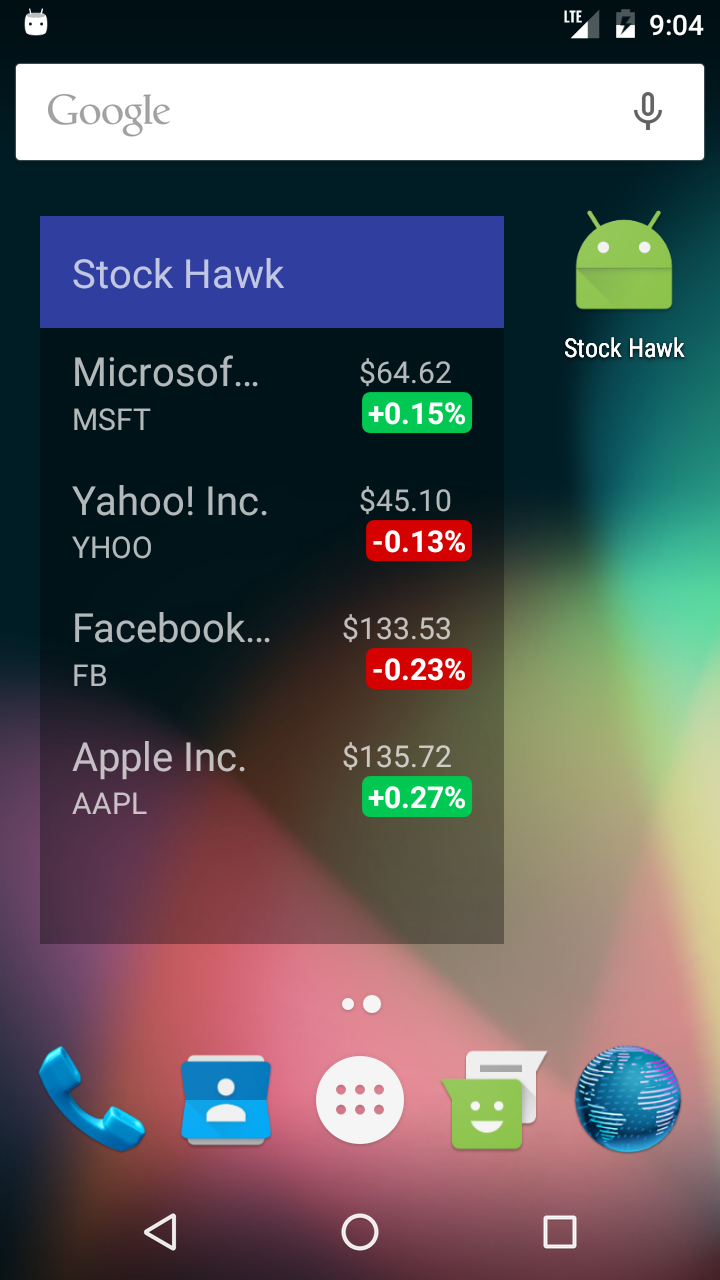 LTE
9:04
Google
Stock Hawk
Microsof…
$64.62
MSFT
+0.15%
Yahoo! Inc.
$45.10
YHOO
-0.13%
Facebook…
$133.53
FB
-0.23%
Apple Inc.
$135.72
AAPL
+0.27%
Stock Hawk